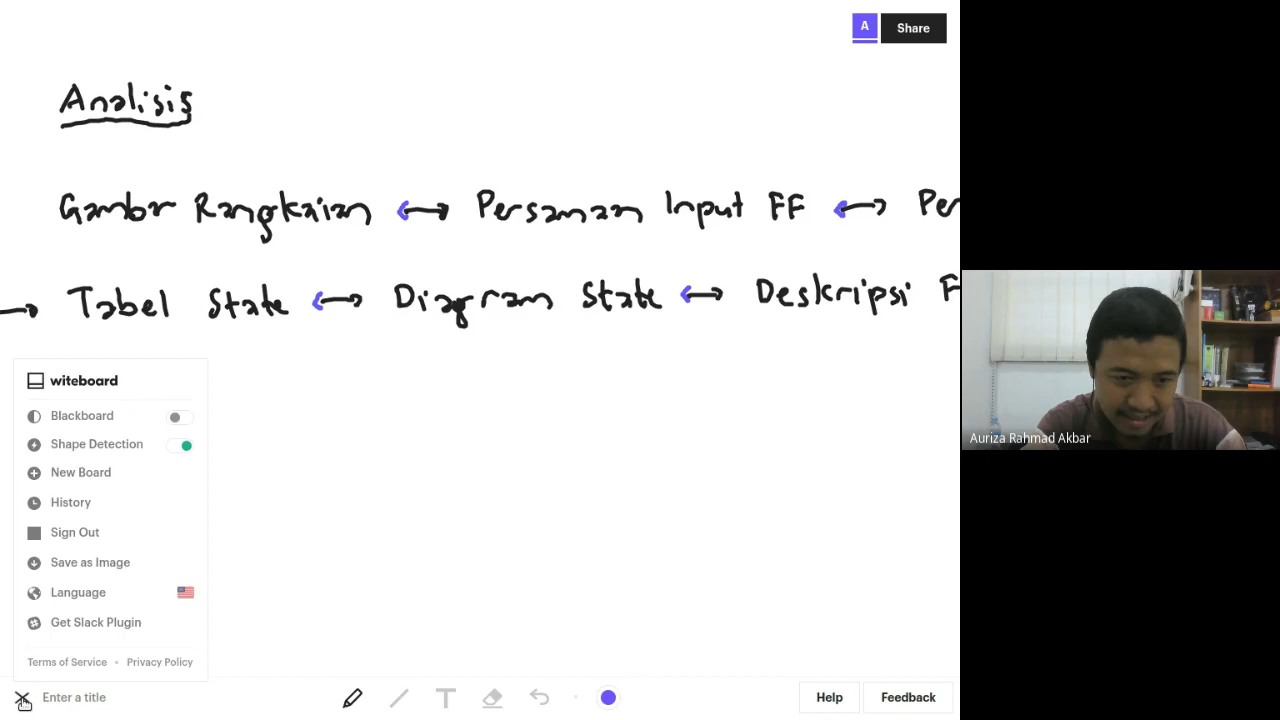 A Share
Analisis
Gambar Rangkaian ↔ Persamaan Input FF ↔ Per
→ Tabel State ↔ Diagram State ↔ Deskripsi F
witeboard
Blackboard
Shape Detection
New Board
History
Sign Out
Save as Image
Language
Get Slack Plugin
Terms of Service • Privacy Policy
Enter a title
T
Help Feedback
Auriza Rahmad Akbar